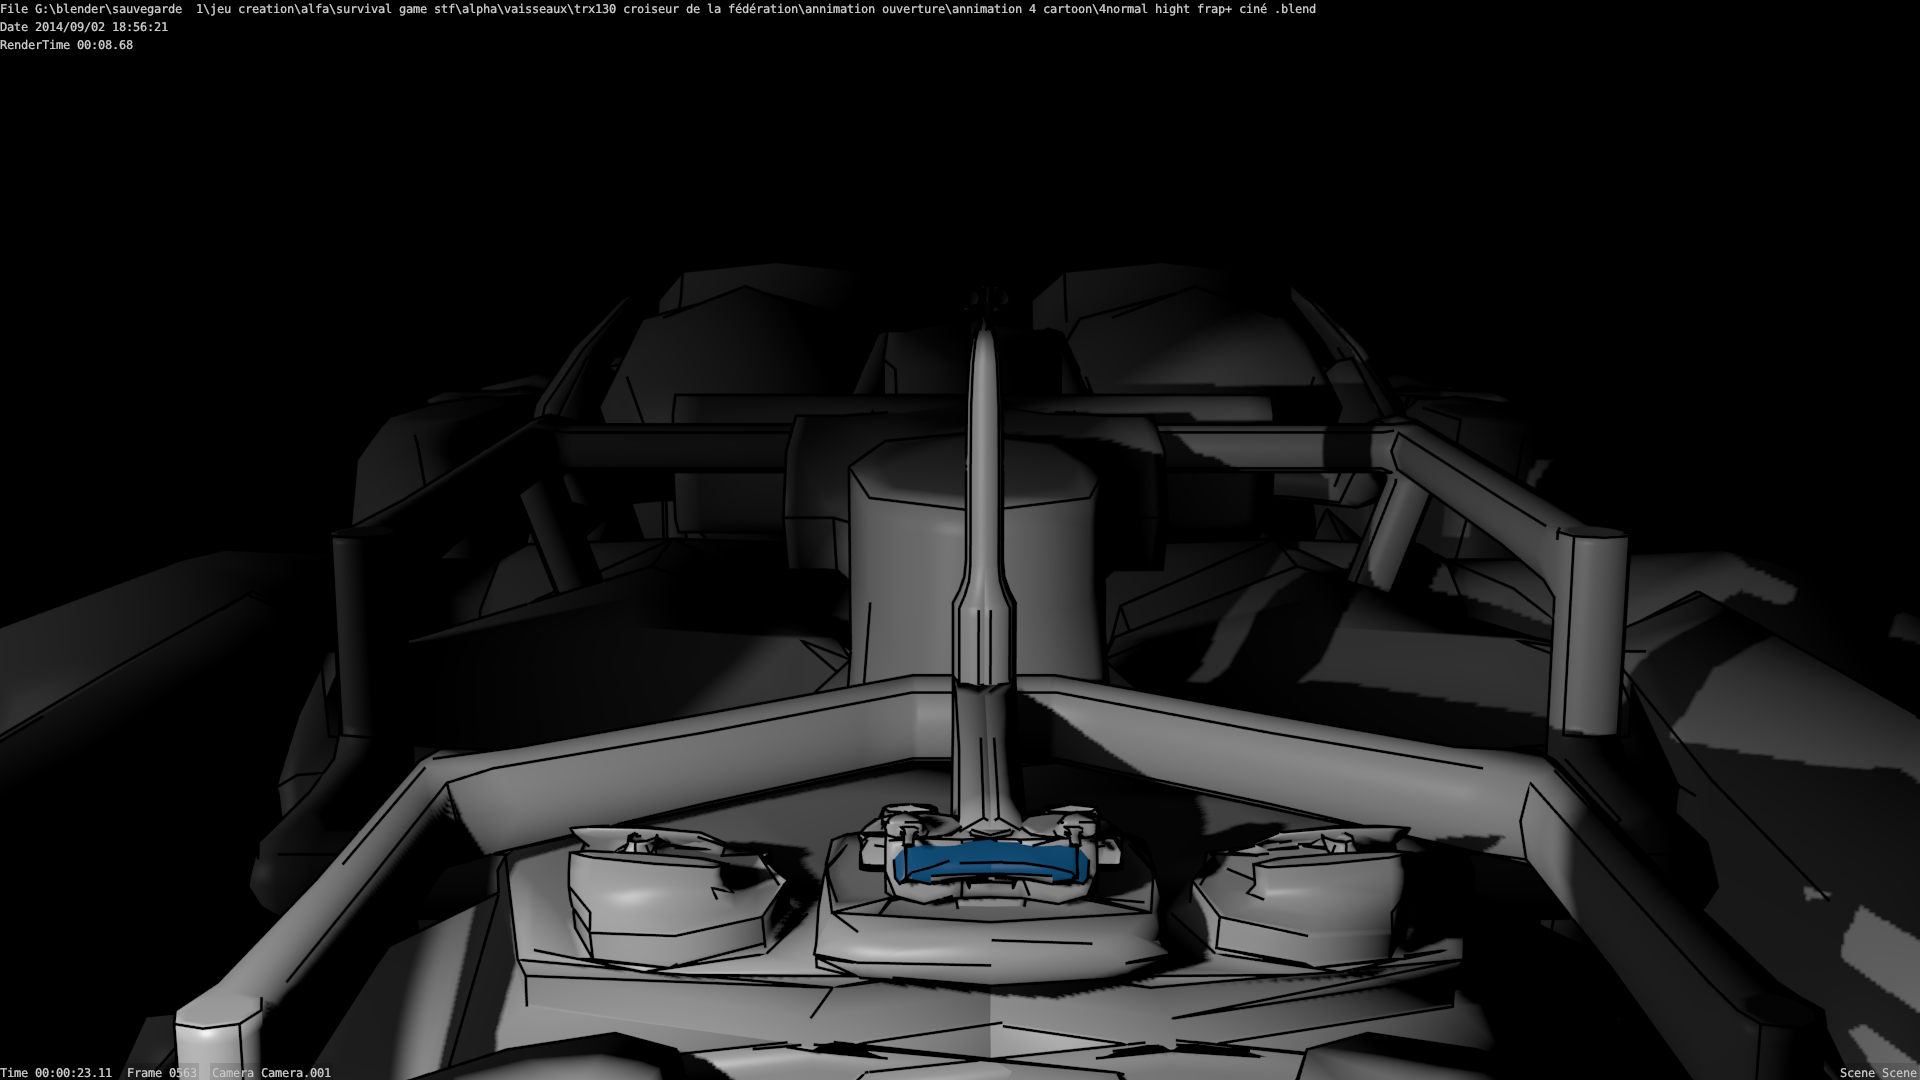 File G:\blender\sauvegarde  1\jeu creation\alfa\survival game stf\alpha\vaisseaux\trx130 croiseur de la fédération\annimation ouverture\annimation 4 cartoon\4normal hight frap+ ciné .blend
Date 2014/09/02 18:56:21
RenderTime 00:08.68
Time 00:00:23.11  Frame 0563  Camera Camera.001
Scene Scene